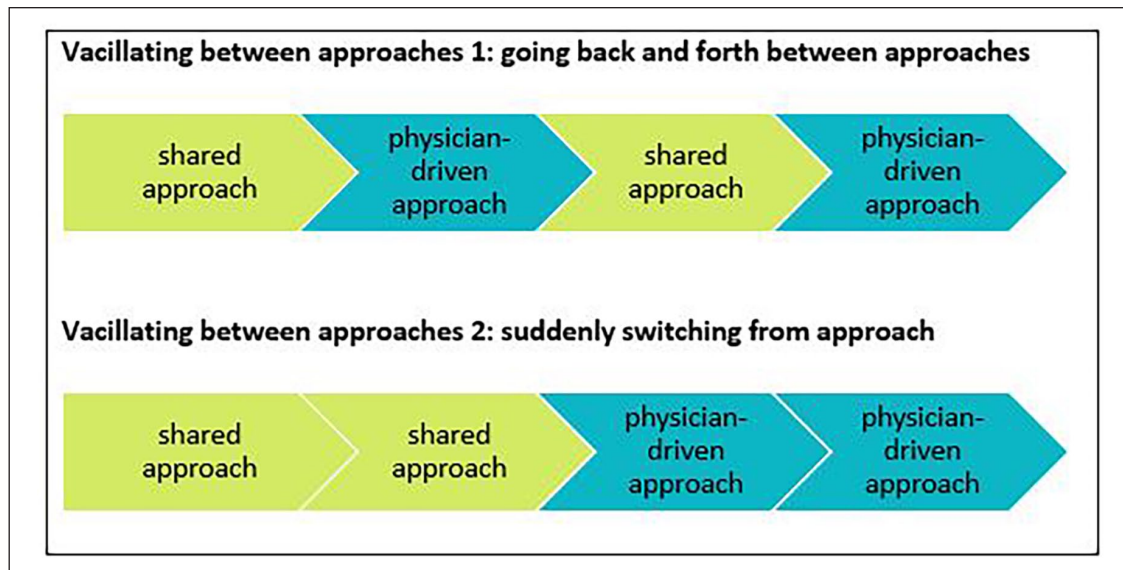 Vacillating between approaches 1: going back and forth between approaches
shared
approach
physician-
driven
approach
shared
approach
physician-
driven
approach
Vacillating between approaches 2: suddenly switching from approach
shared
approach
shared
approach
physician-
driven
approach
physician-
driven
approach